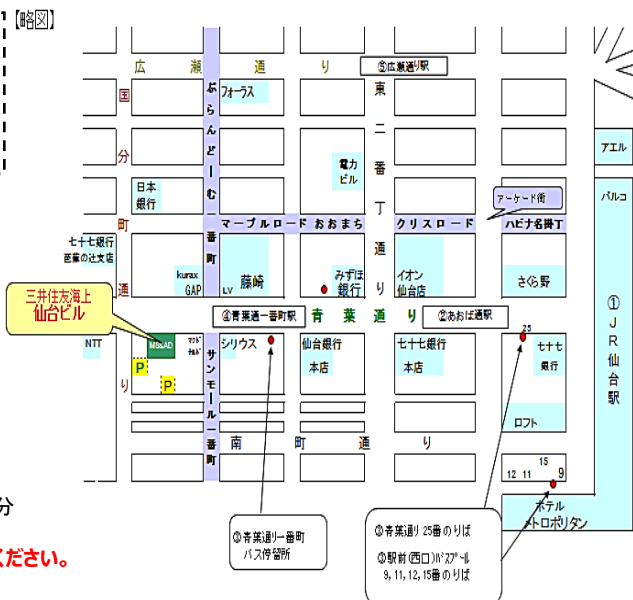 【略図】
広瀬通り
⑤広瀬通り駅
国分町通り
ぶらんどーむ一番町
フォーラス
東二番丁通り
電力
ビル
アエル
日本
銀行
アーケード街
パルコ
マーブルロードおおまち
クリスロード
ハピナ名掛丁
七十七銀行
芭蕉の辻支店
kurax
GAP
LV
藤崎
みずほ
銀行
イオン
仙台店
さくら野
三井住友海上
仙台ビル
④青葉通一番町駅
青葉通り
②あおば通駅
①JR仙台駅
NTT
MS&AD
シリウス
仙台銀行
本店
七十七銀行
本店
25
七十七
銀行
P
P
サンモール一番町
ロフト
南町通り
15
12 11
9
ホテル
メトロポリタン
分
③青葉通り一番町
バス停留所
③青葉通り 25番のりば
③駅前(西口)バスプール
9,11,12,15番のりば
ください。